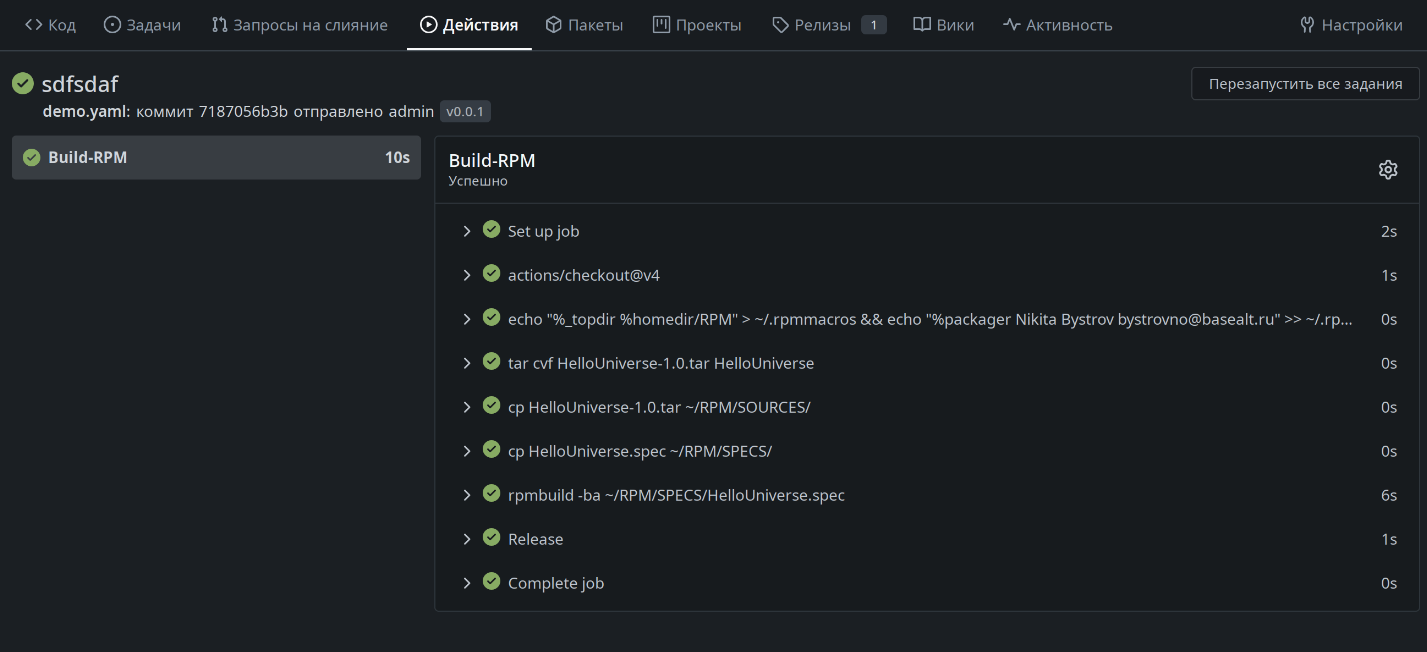 Код Задачи Запросы на слияние Действия Пакеты Проекты Релизы 1 Вики Активность Настройки
sdfsdaf
Перезапустить все задания
demo.yaml: коммит 7187056b3b отправлено admin v0.0.1
Build-RPM 10s
Build-RPM
Успешно
Set up job 2s
actions/checkout@v4 1s
echo "%_topdir %homedir/RPM" > ~/.rpmmacros && echo "%packager Nikita Bystrov bystrovno@basealt.ru" >> ~/.rp... 0s
tar cvf HelloUniverse-1.0.tar HelloUniverse 0s
cp HelloUniverse-1.0.tar ~/RPM/SOURCES/ 0s
cp HelloUniverse.spec ~/RPM/SPECS/ 0s
rpmbuild -ba ~/RPM/SPECS/HelloUniverse.spec 6s
Release 1s
Complete job 0s